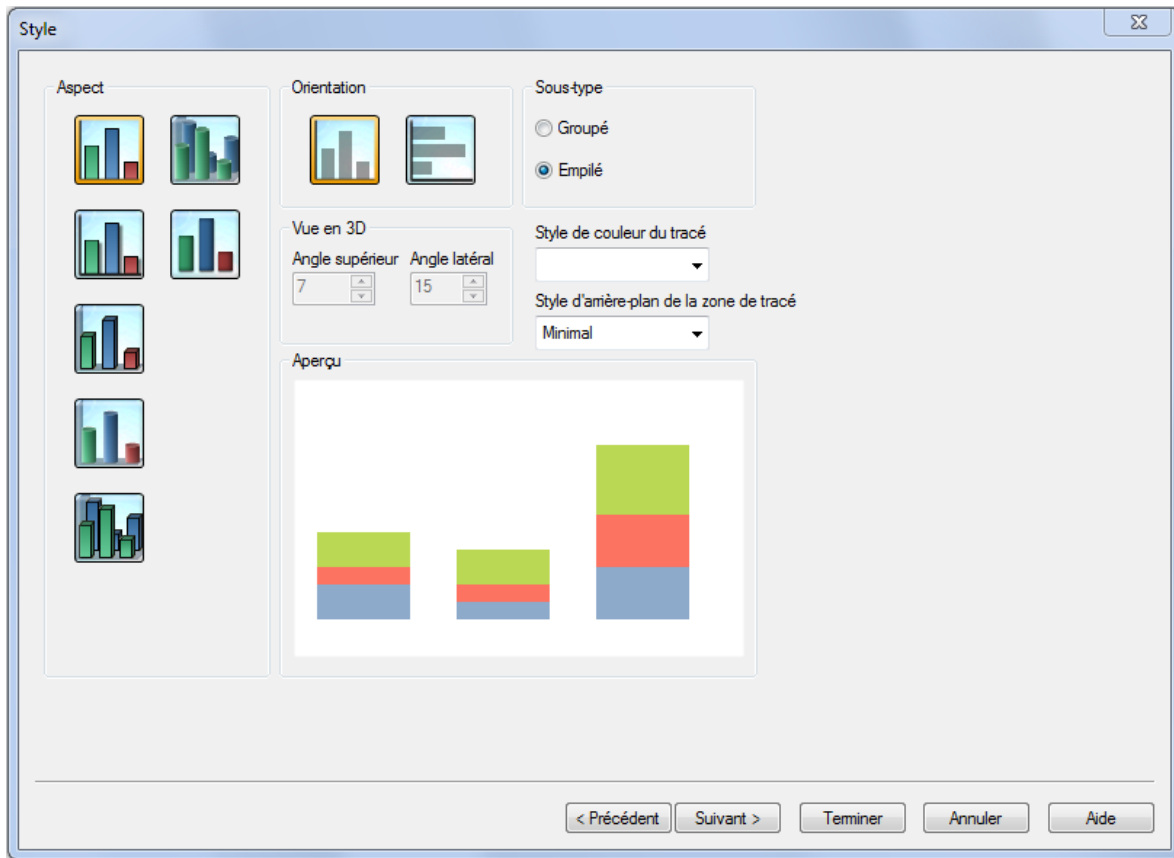 Style
Aspect
Orientation
Sous-type
Groupé
Empilé
Vue en 3D
Angle supérieur Angle latéral
7 15
Style de couleur du tracé
Style d'arrière-plan de la zone de tracé
Minimal
Aperçu
< Précédent Suivant > Terminer Annuler Aide